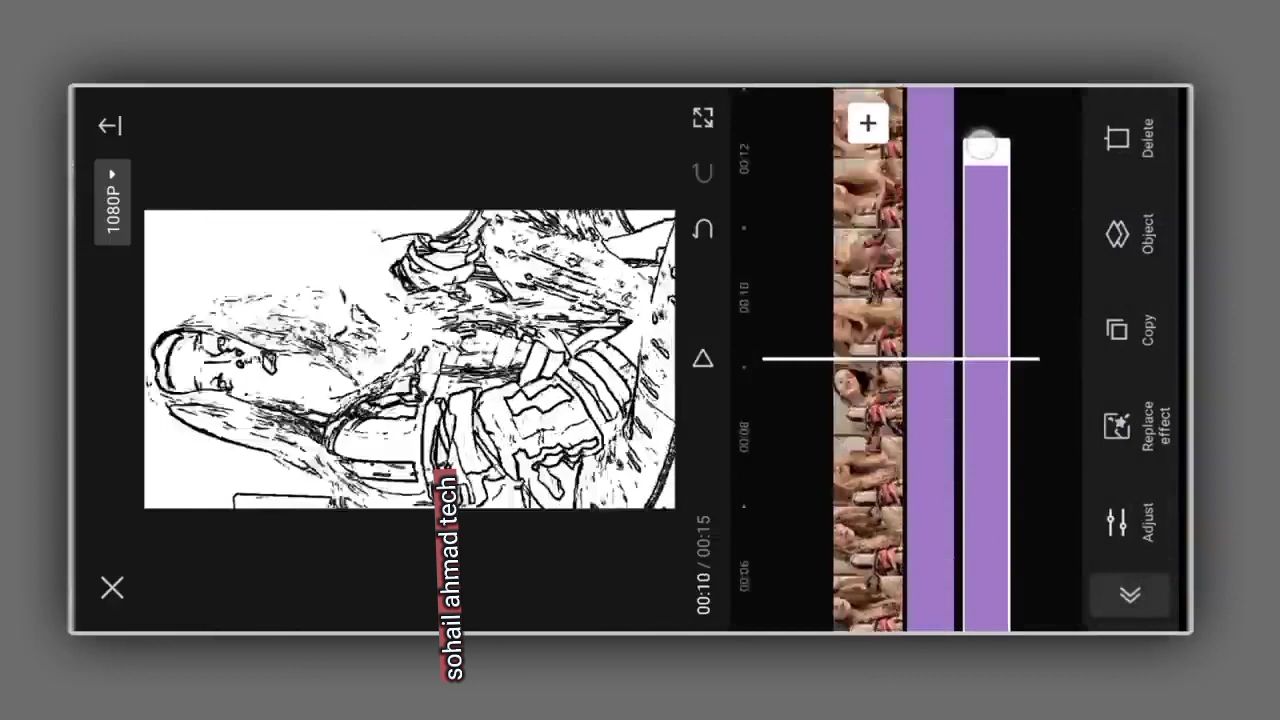 1080P
sohail ahmad tech
00:10 / 00:15
00:06
00:08
00:10
00:12
Adjust
Replace
effect
Copy
Object
Delete